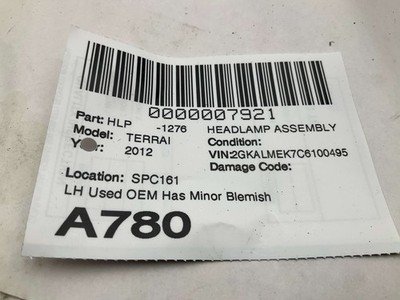 0000007921
Part: HLP -1276 HEADLAMP ASSEMBLY
Model: TERRAI Condition:
Year: 2012 VIN:2GKALMEK7C6100495
Damage Code:
Location: SPC161
LH Used OEM Has Minor Blemish
A780